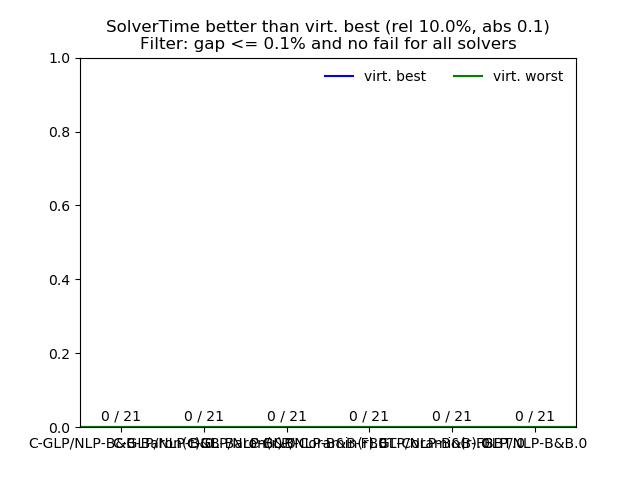 SolverTime better than virt. best (rel 10.0%, abs 0.1)
Filter: gap <= 0.1% and no fail for all solvers
virt. best virt. worst
1.0
0.8
0.6
0.4
0.2
0.0
0 / 21 0 / 21 0 / 21 0 / 21 0 / 21 0 / 21